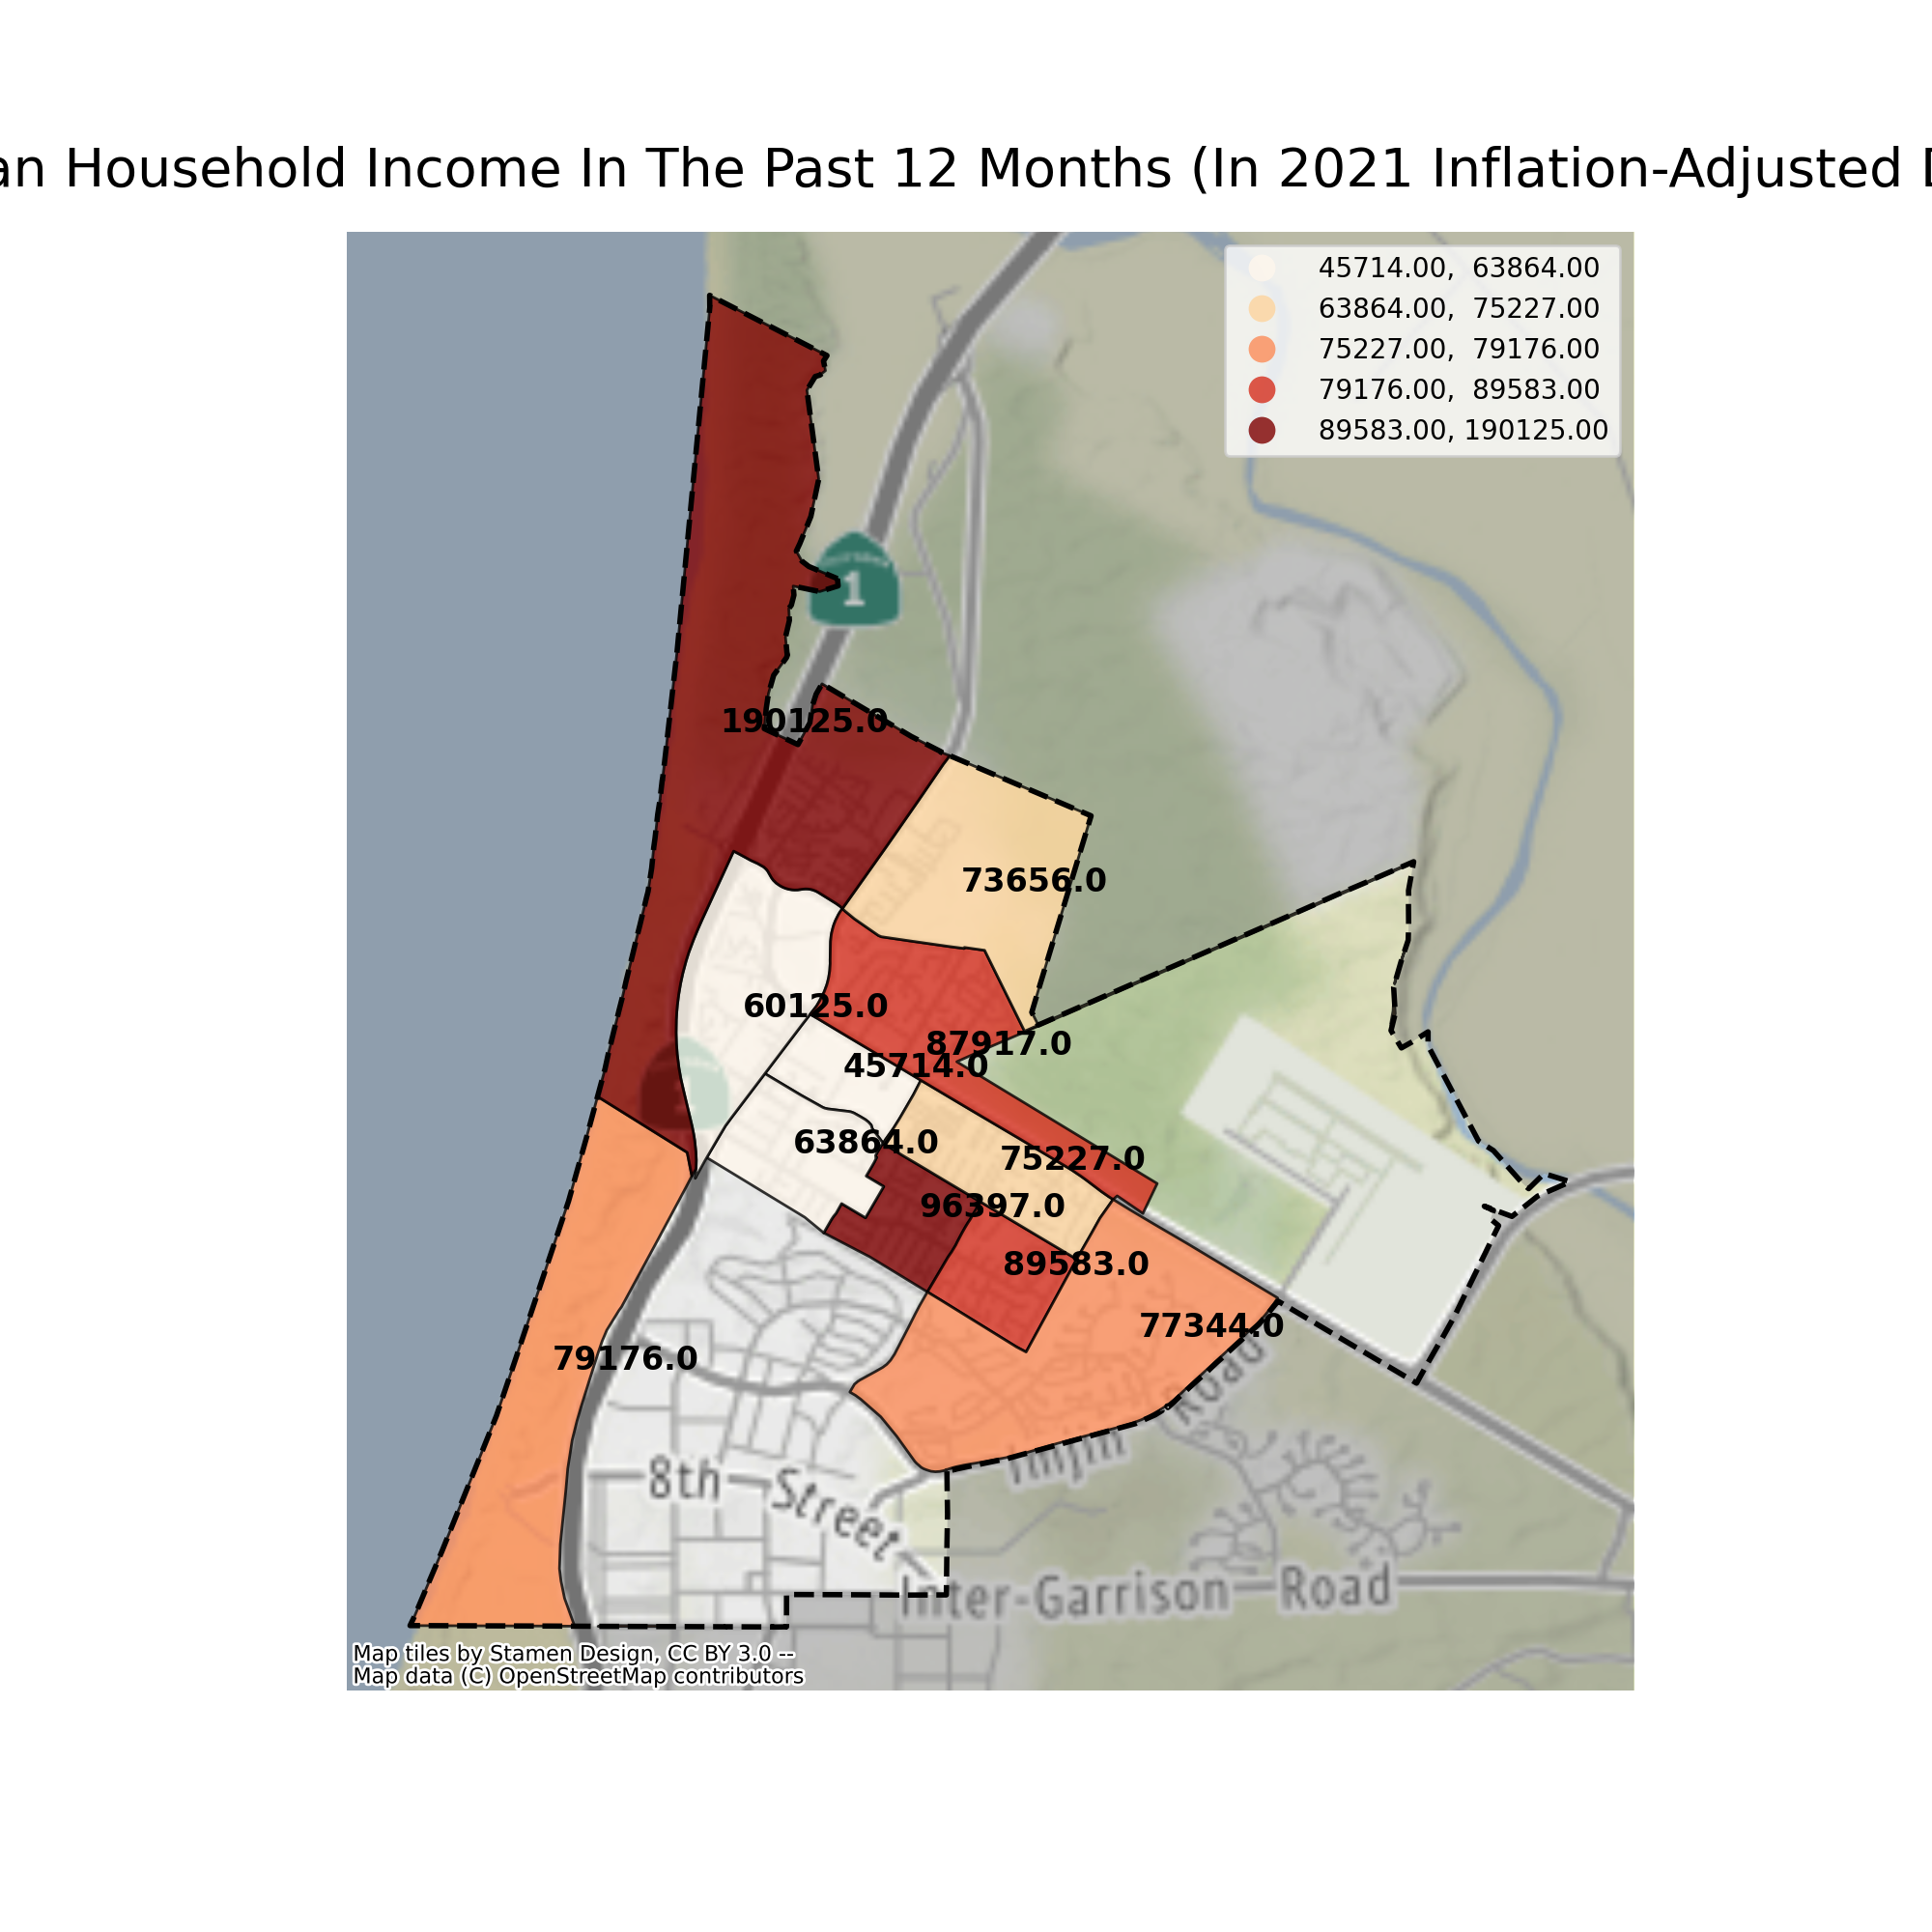 an Household Income In The Past 12 Months (In 2021 Inflation-Adjusted D
45714.00, 63864.00
63864.00, 75227.00
75227.00, 79176.00
79176.00, 89583.00
89583.00, 190125.00
1
190125.0
73656.0
60125.0
87917.0
45714.0
63864.0
75227.0
96397.0
89583.0
77344.0
79176.0
Imjin Road
8th Street
Inter-Garrison Road
Map tiles by Stamen Design, CC BY 3.0 --
Map data (C) OpenStreetMap contributors